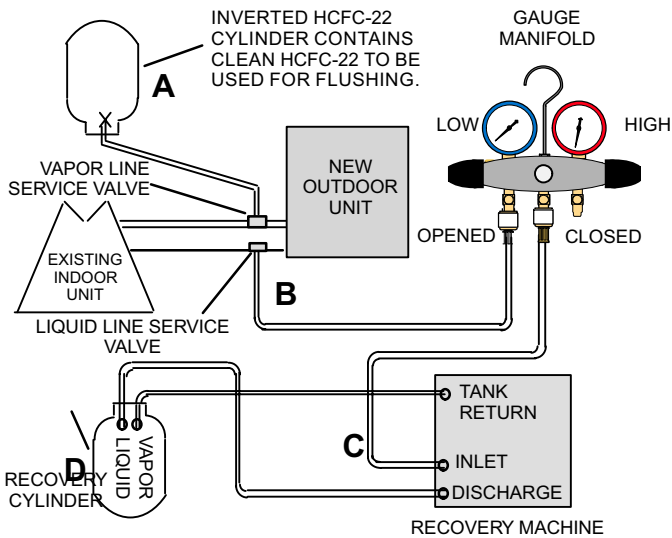 INVERTED HCFC-22
CYLINDER CONTAINS
CLEAN HCFC-22 TO BE
USED FOR FLUSHING.
A
GAUGE
MANIFOLD
LOW
HIGH
VAPOR LINE
SERVICE VALVE
NEW
OUTDOOR
UNIT
EXISTING
INDOOR
UNIT
OPENED
CLOSED
B
LIQUID LINE SERVICE
VALVE
TANK
RETURN
C
INLET
DISCHARGE
D
RECOVERY
CYLINDER
LIQUID
VAPOR
RECOVERY MACHINE